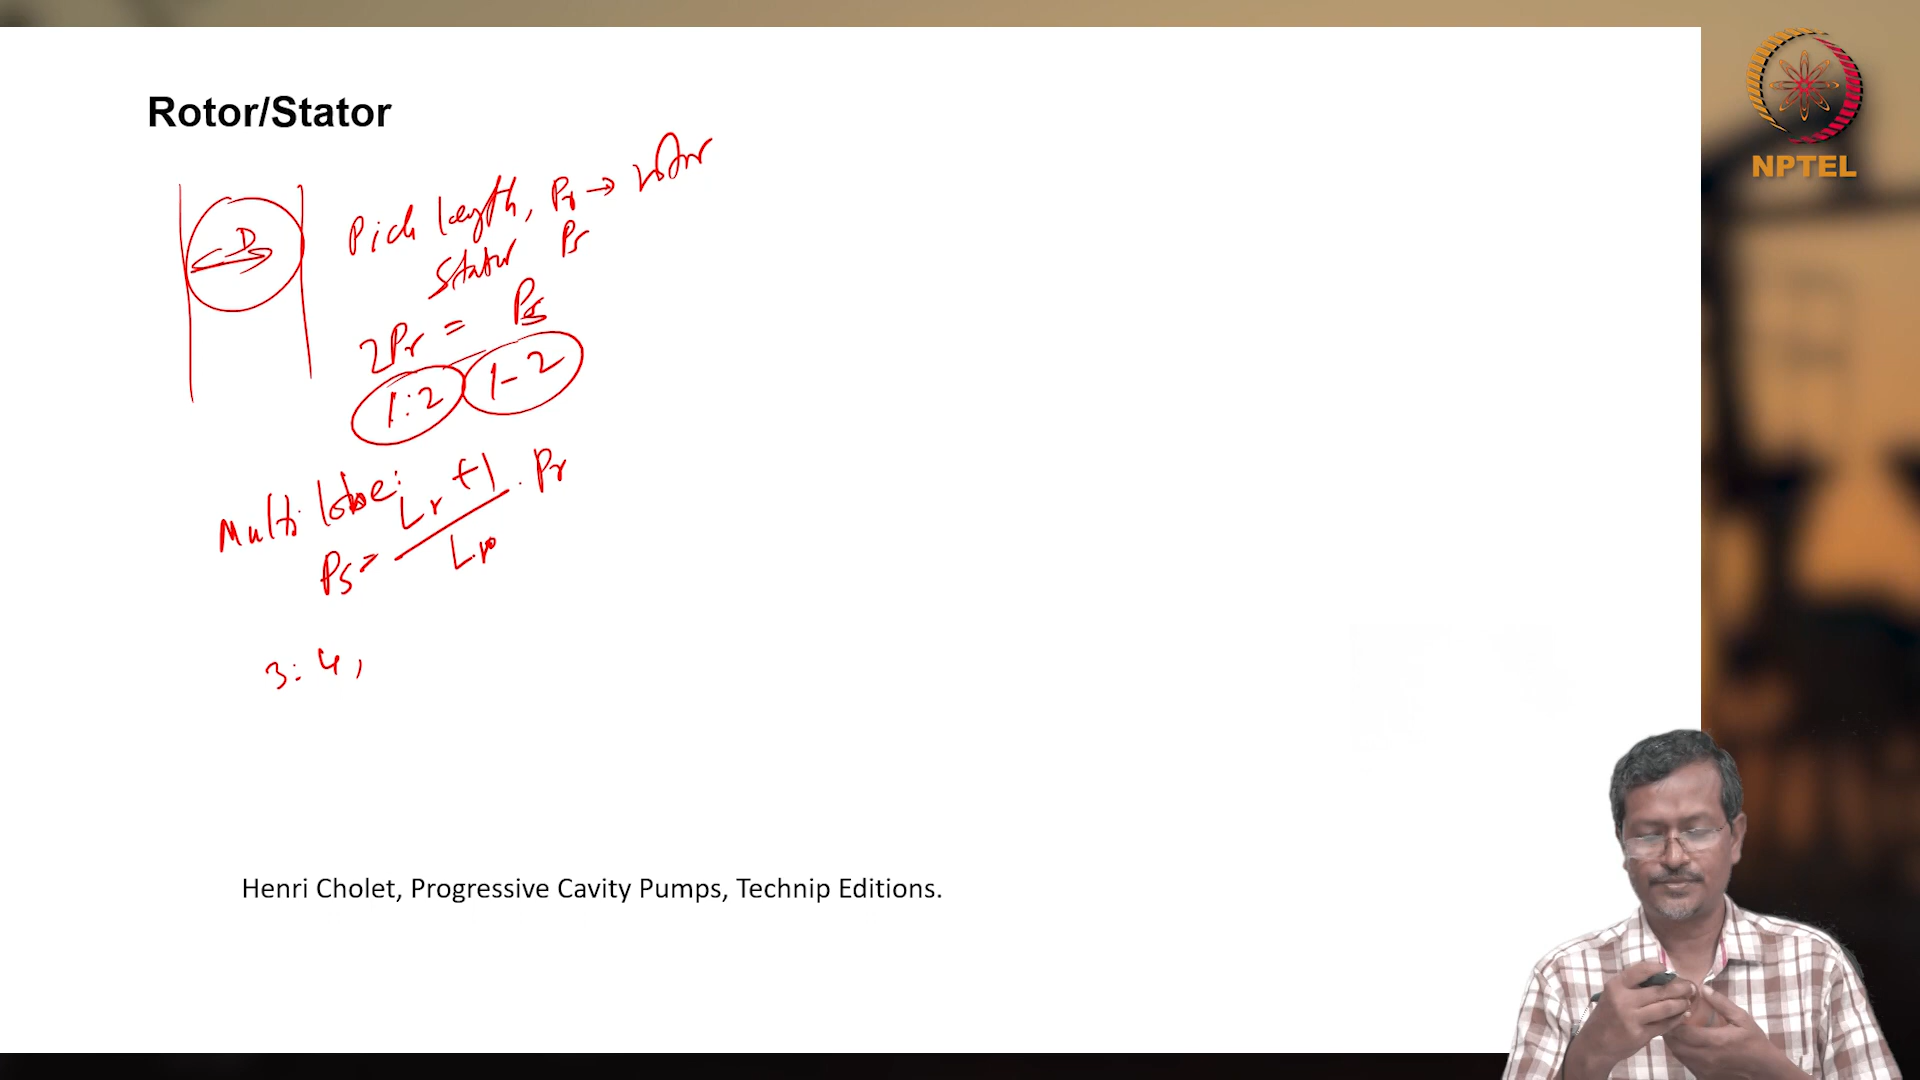 Rotor/Stator
D
Pich length, Pr → rotor
Stator Ps
2Pr = Ps
1:2 1-2
Multi lobe:
Ps = Lr +1 / Lr . Pr
3:4,
Henri Cholet, Progressive Cavity Pumps, Technip Editions.
NPTEL